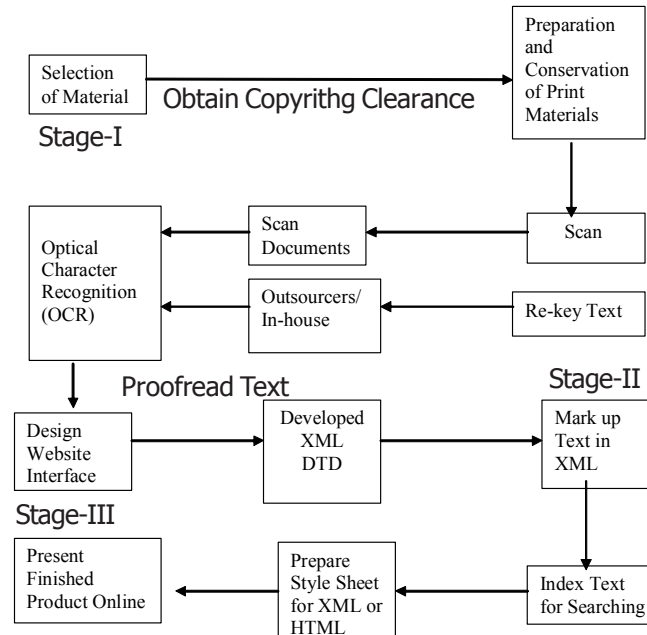 Selection
of Material
Obtain Copyrithg Clearance
Preparation
and
Conservation
of Print
Materials
Stage-I
Optical
Character
Recognition
(OCR)
Scan
Documents
Scan
Outsourcers/
In-house
Re-key Text
Proofread Text
Stage-II
Design
Website
Interface
Developed
XML
DTD
Mark up
Text in
XML
Stage-III
Present
Finished
Product Online
Prepare
Style Sheet
for XML or
HTML
Index Text
for Searching